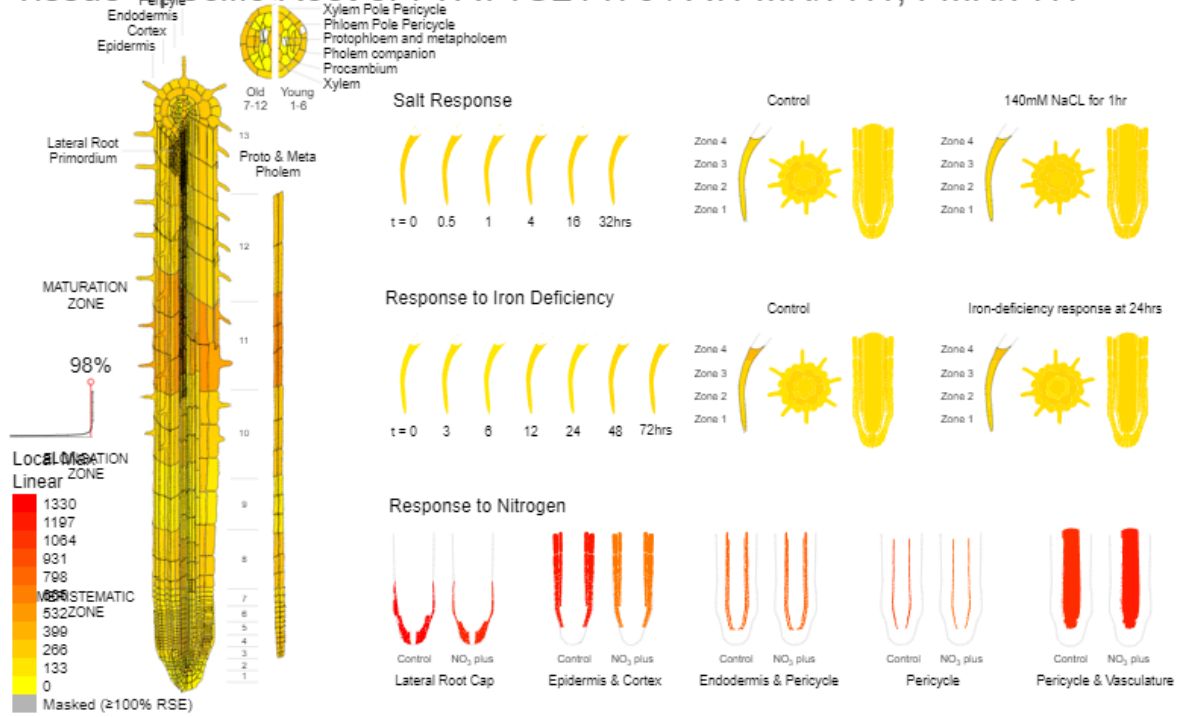 Pericycle
Endodermis
Cortex
Epidermis
Xylem Pole Pericycle
Phloem Pole Pericycle
Protophloem and metapholoem
Pholem companion
Procambium
Xylem
Old
7-12
Young
1-6
Lateral Root
Primordium
Proto & Meta
Pholem
13
12
11
10
9
8
7
6
5
4
3
2
1
MATURATION
ZONE
98%
ELONGATION
ZONE
MERISTEMATIC
ZONE
Local Max
Linear
1330
1197
1064
931
798
665
532
399
266
133
0
Masked (≥100% RSE)
Salt Response
t = 0 0.5 1 4 16 32hrs
Control
Zone 4
Zone 3
Zone 2
Zone 1
140mM NaCL for 1hr
Zone 4
Zone 3
Zone 2
Zone 1
Response to Iron Deficiency
t = 0 3 6 12 24 48 72hrs
Control
Zone 4
Zone 3
Zone 2
Zone 1
Iron-deficiency response at 24hrs
Zone 4
Zone 3
Zone 2
Zone 1
Response to Nitrogen
Control NO₃ plus
Lateral Root Cap
Control NO₃ plus
Epidermis & Cortex
Control NO₃ plus
Endodermis & Pericycle
Control NO₃ plus
Pericycle
Control NO₃ plus
Pericycle & Vasculature